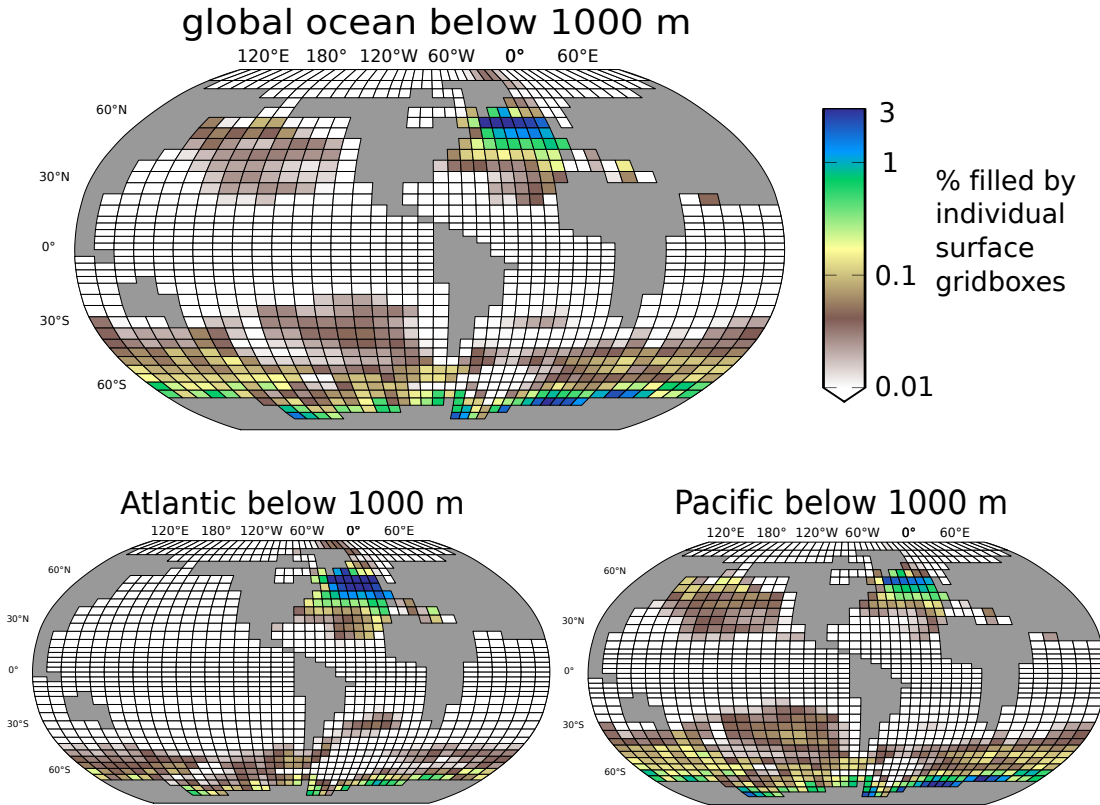 global ocean below 1000 m
120°E 180° 120°W 60°W 0° 60°E
60°N
30°N
0°
30°S
60°S
3
1
0.1
0.01
% filled by
individual
surface
gridboxes
Atlantic below 1000 m
120°E 180° 120°W 60°W 0° 60°E
60°N
30°N
0°
30°S
60°S
Pacific below 1000 m
120°E 180° 120°W 60°W 0° 60°E
60°N
30°N
0°
30°S
60°S